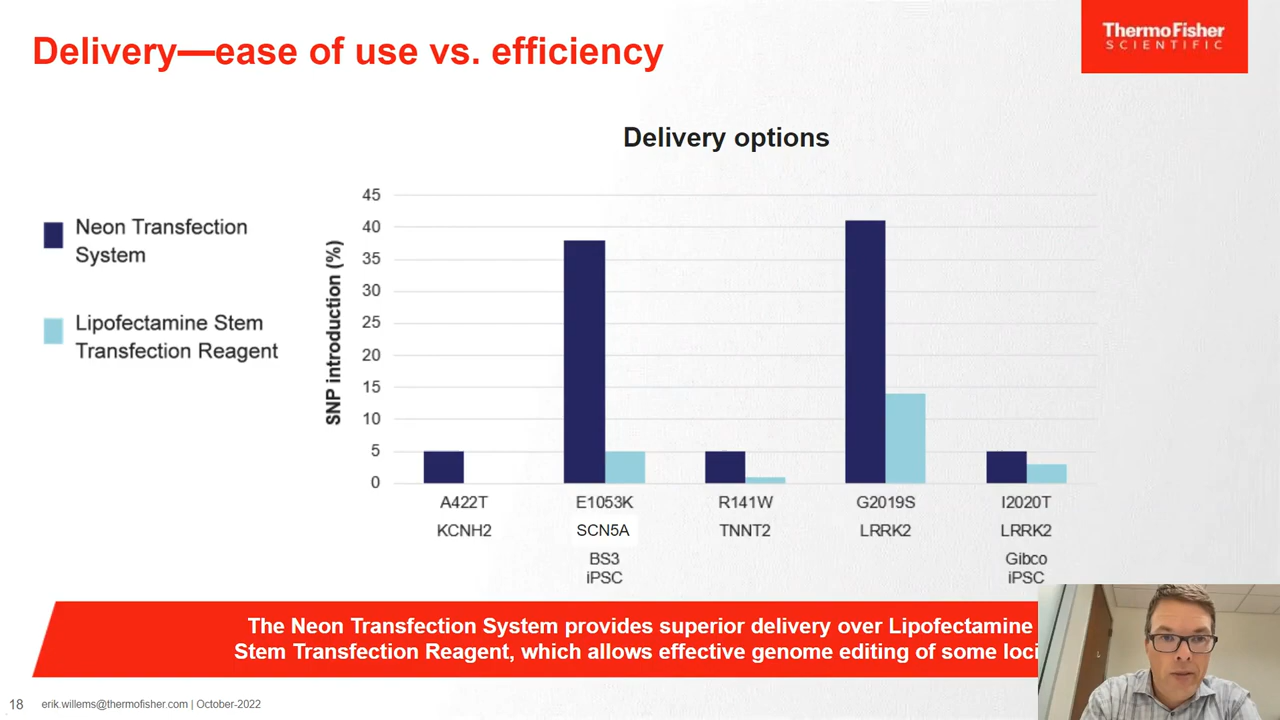 Delivery—ease of use vs. efficiency
ThermoFisher
SCIENTIFIC
Delivery options
Neon Transfection
System
Lipofectamine Stem
Transfection Reagent
SNP introduction (%)
45
40
35
30
25
20
15
10
5
0
A422T E1053K R141W G2019S I2020T
KCNH2 SCN5A TNNT2 LRRK2 LRRK2
BS3 Gibco
iPSC iPSC
The Neon Transfection System provides superior delivery over Lipofectamine
Stem Transfection Reagent, which allows effective genome editing of some loci
18 erik.willems@thermofisher.com | October-2022